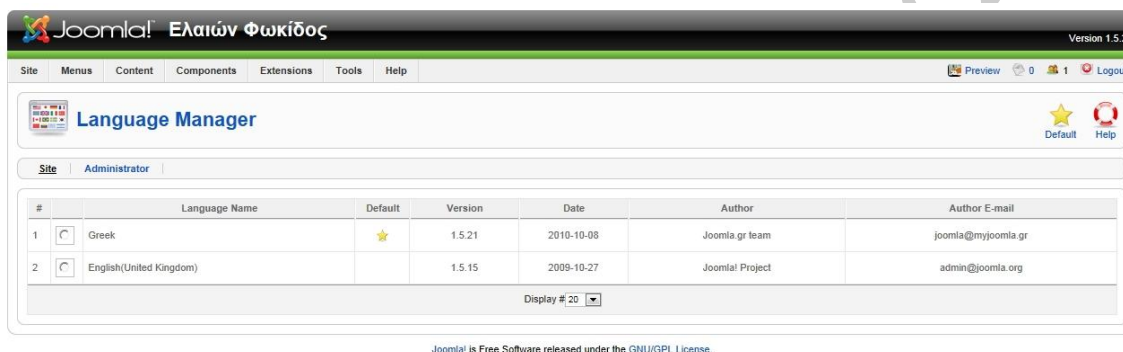 Joomla! Ελαιών Φωκίδος
Version 1.5.
Site Menus Content Components Extensions Tools Help Preview 0 1 Logou
Language Manager
Default Help
Site Administrator
# Language Name Default Version Date Author Author E-mail
1 Greek 1.5.21 2010-10-08 Joomla.gr team joomla@myjoomla.gr
2 English(United Kingdom) 1.5.15 2009-10-27 Joomla! Project admin@joomla.org
Display # 20
Joomla! is Free Software released under the GNU/GPL License.